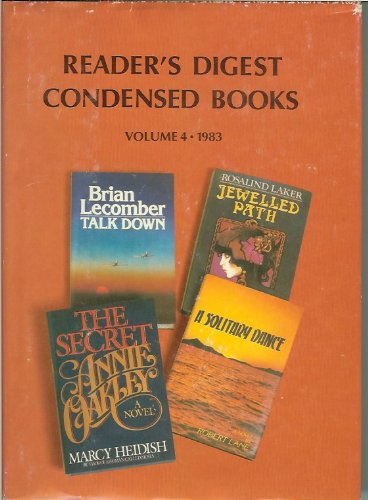 READER'S DIGEST
CONDENSED BOOKS
VOLUME 4 • 1983
Brian
Lecomber
TALK DOWN
ROSALIND LAKER
JEWELLED
PATH
THE
SECRET
ANNIE
OAKLEY
A
NOVEL
MARCY HEIDISH
A SOLITARY DANCE
ROBERT LANE